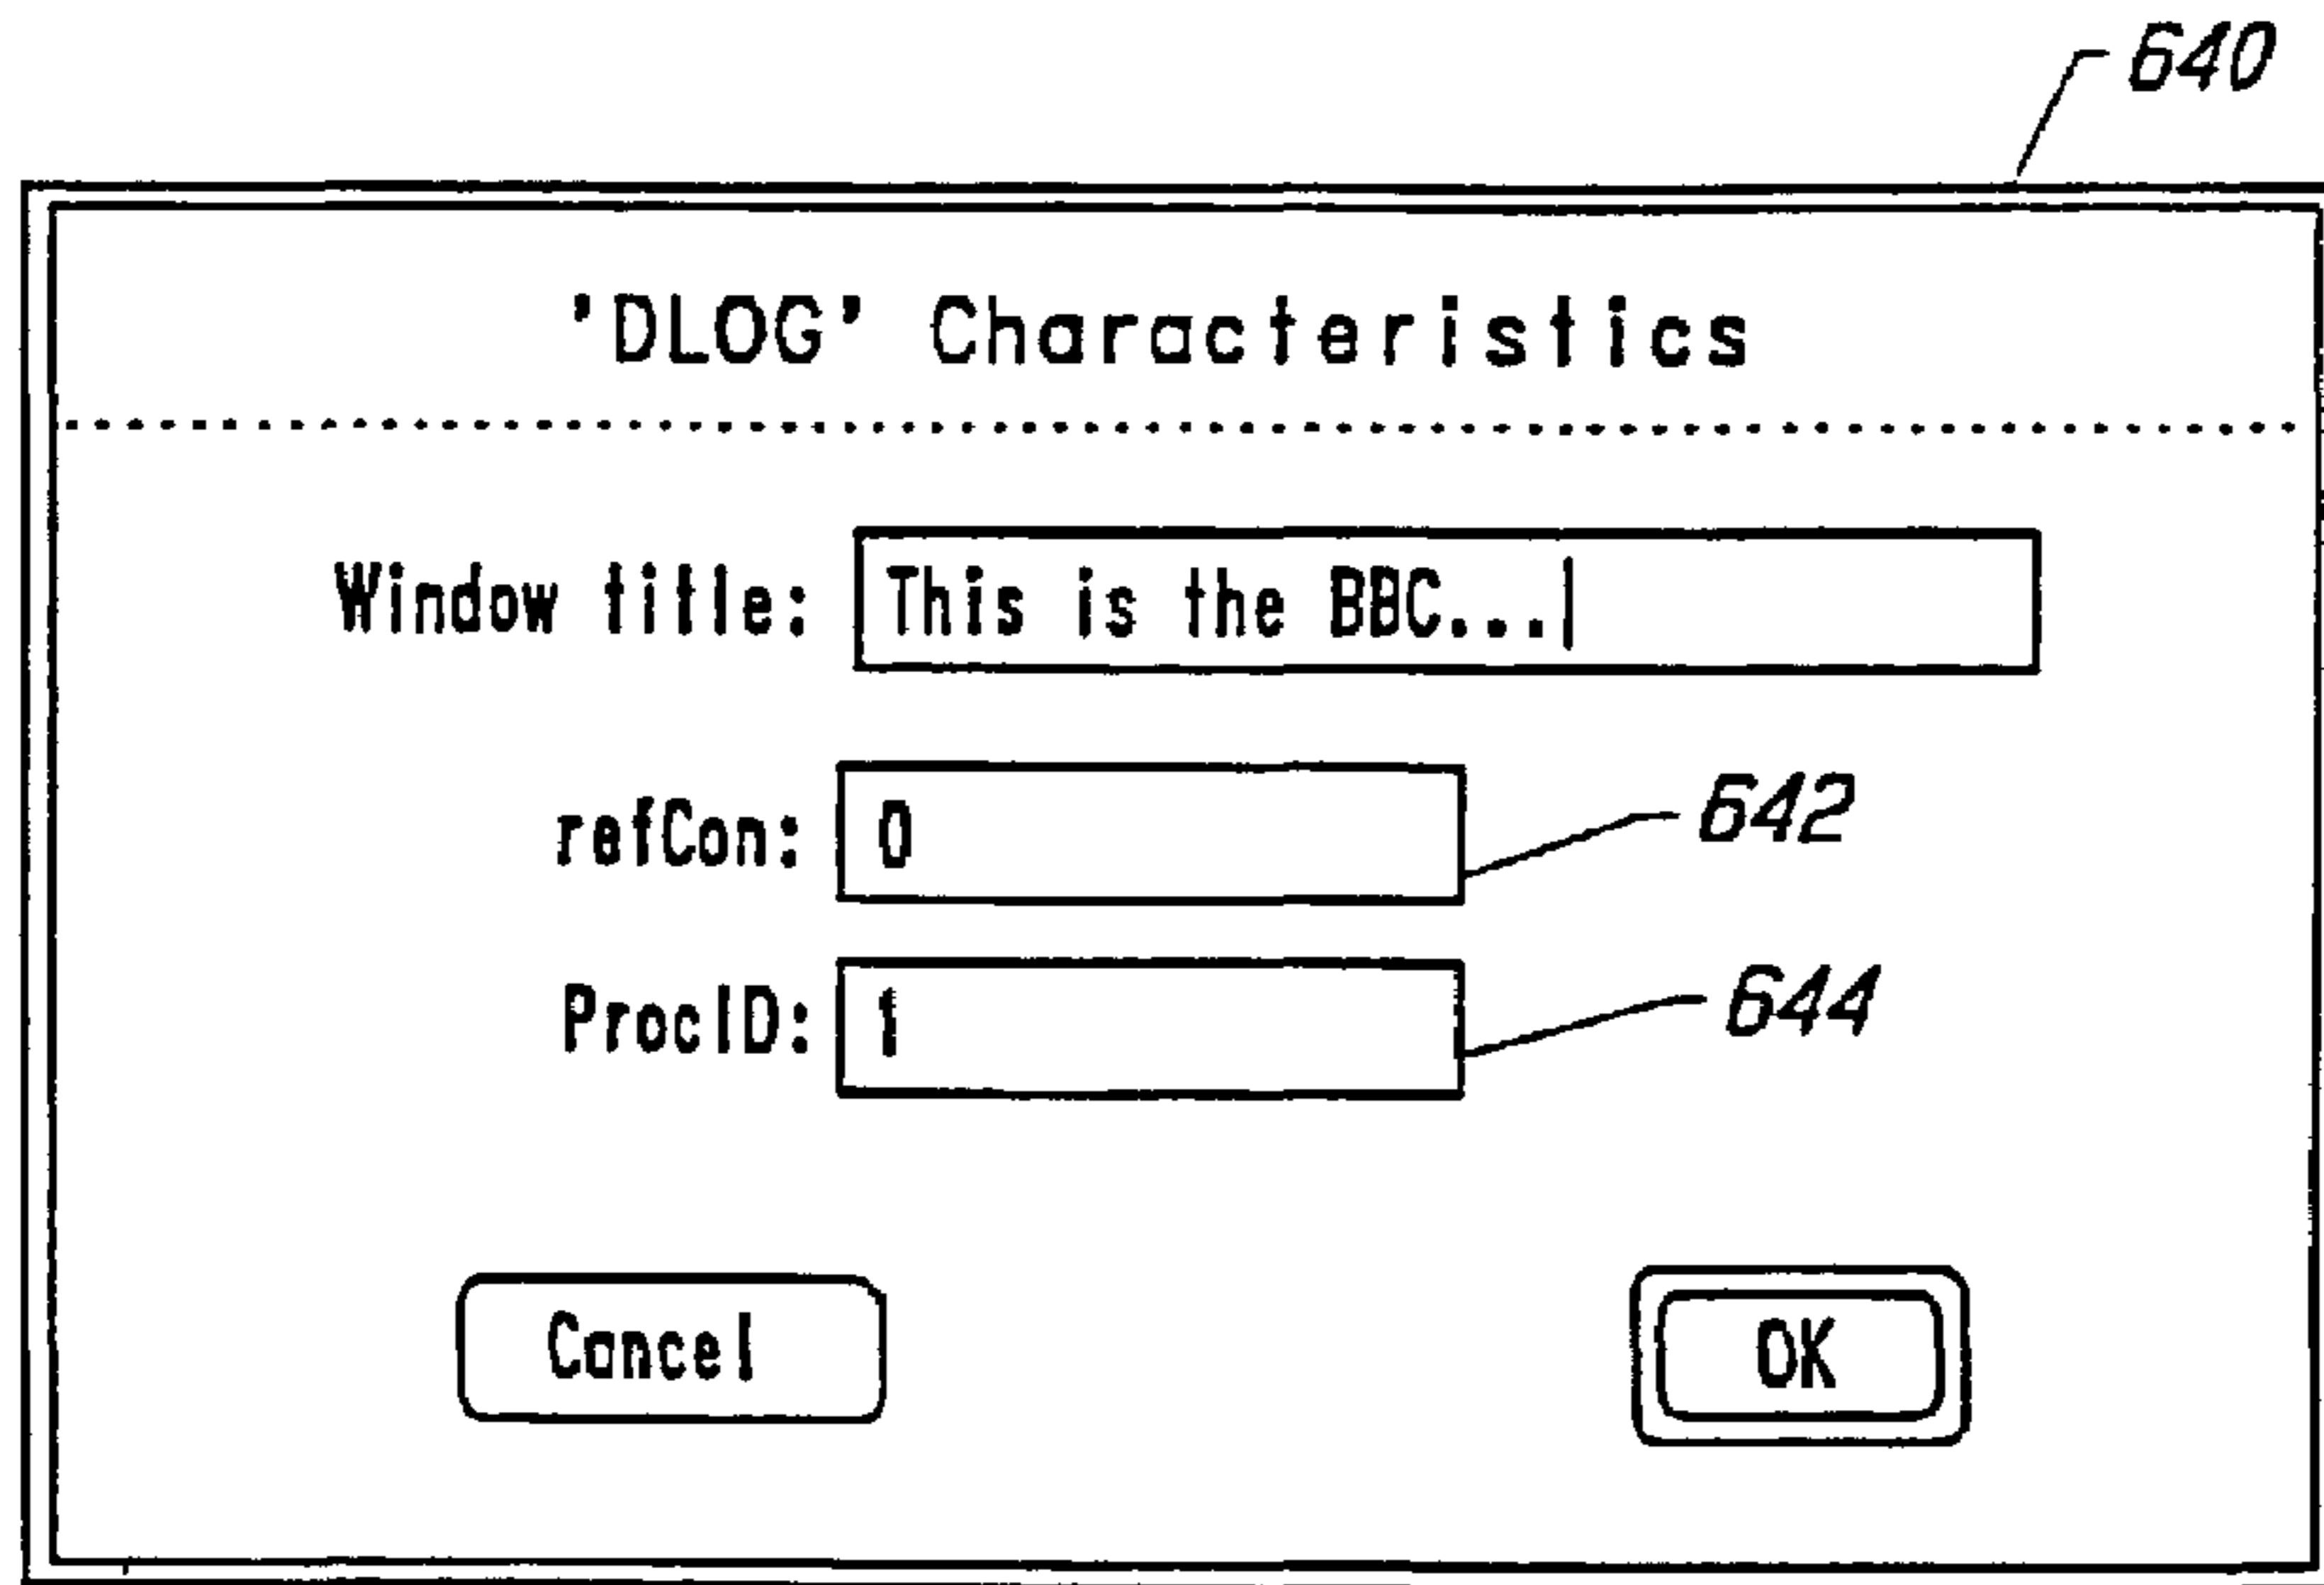 640
'DLOG' Characteristics
Window title: This is the BBC...
refCon: 0 642
ProcID: 1 644
Cancel OK